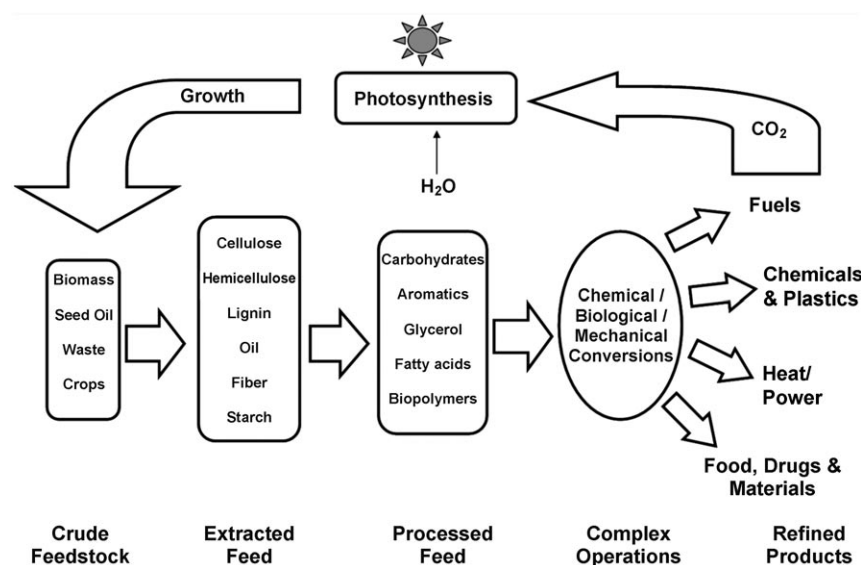 Growth
Photosynthesis
CO₂
H₂O
Biomass
Seed Oil
Waste
Crops
Cellulose
Hemicellulose
Lignin
Oil
Fiber
Starch
Carbohydrates
Aromatics
Glycerol
Fatty acids
Biopolymers
Chemical /
Biological /
Mechanical
Conversions
Fuels
Chemicals
& Plastics
Heat/
Power
Food, Drugs &
Materials
Crude
Feedstock
Extracted
Feed
Processed
Feed
Complex
Operations
Refined
Products